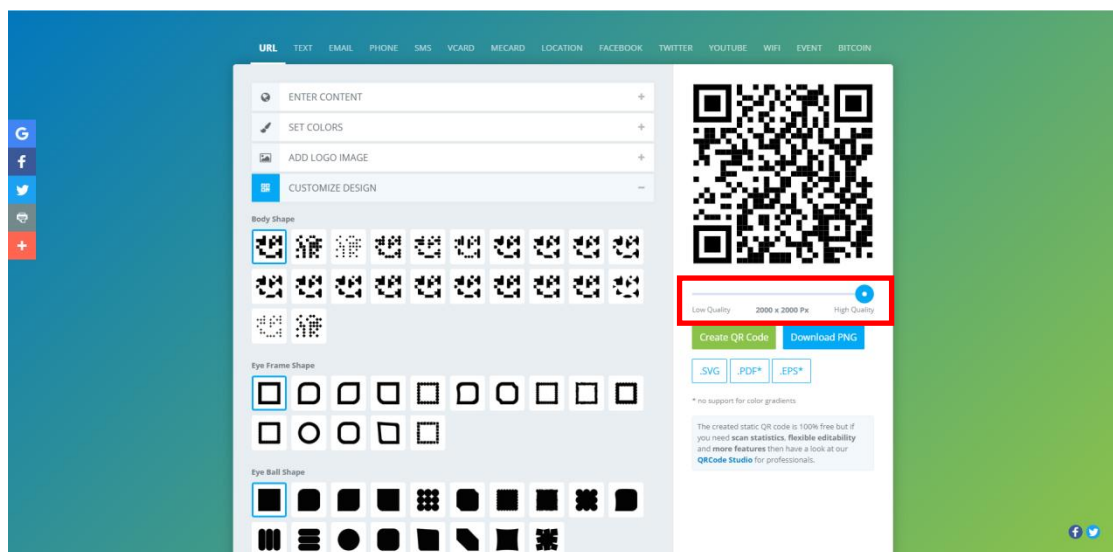 URL TEXT EMAIL PHONE SMS VCARD MECARD LOCATION FACEBOOK TWITTER YOUTUBE WIFI EVENT BITCOIN
ENTER CONTENT +
SET COLORS +
ADD LOGO IMAGE +
CUSTOMIZE DESIGN −
Body Shape
Eye Frame Shape
Eye Ball Shape
Low Quality 2000 x 2000 Px High Quality
Create QR Code Download PNG
.SVG .PDF* .EPS*
* no support for color gradients
The created static QR code is 100% free but if
you need scan statistics, flexible editability
and more features then have a look at our
QRCode Studio for professionals.